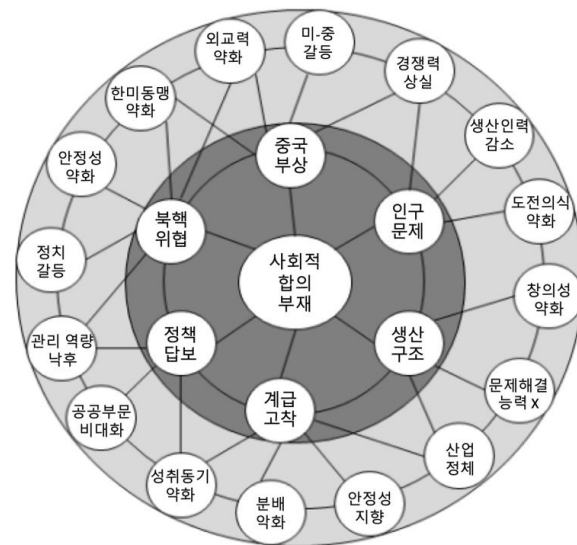 외교력
약화
미-중
갈등
경쟁력
상실
한미동맹
약화
생산인력
감소
안정성
약화
중국
부상
도전의식
약화
북핵
위협
인구
문제
정치
갈등
사회적
합의
부재
창의성
약화
관리 역량
낙후
정책
답보
생산
구조
문제해결
능력 x
공공부문
비대화
계급
고착
산업
정체
성취동기
약화
분배
악화
안정성
지향